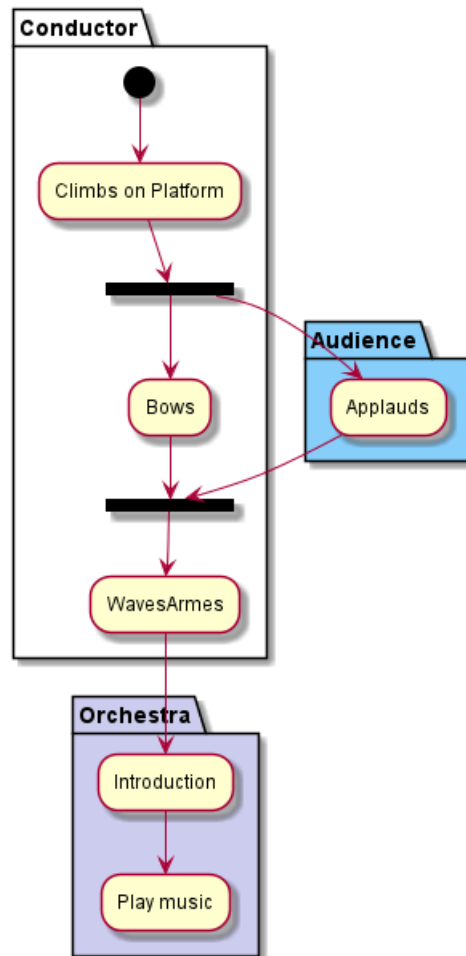 Conductor
Climbs on Platform
Audience
Bows
Applauds
WavesArmes
Orchestra
Introduction
Play music